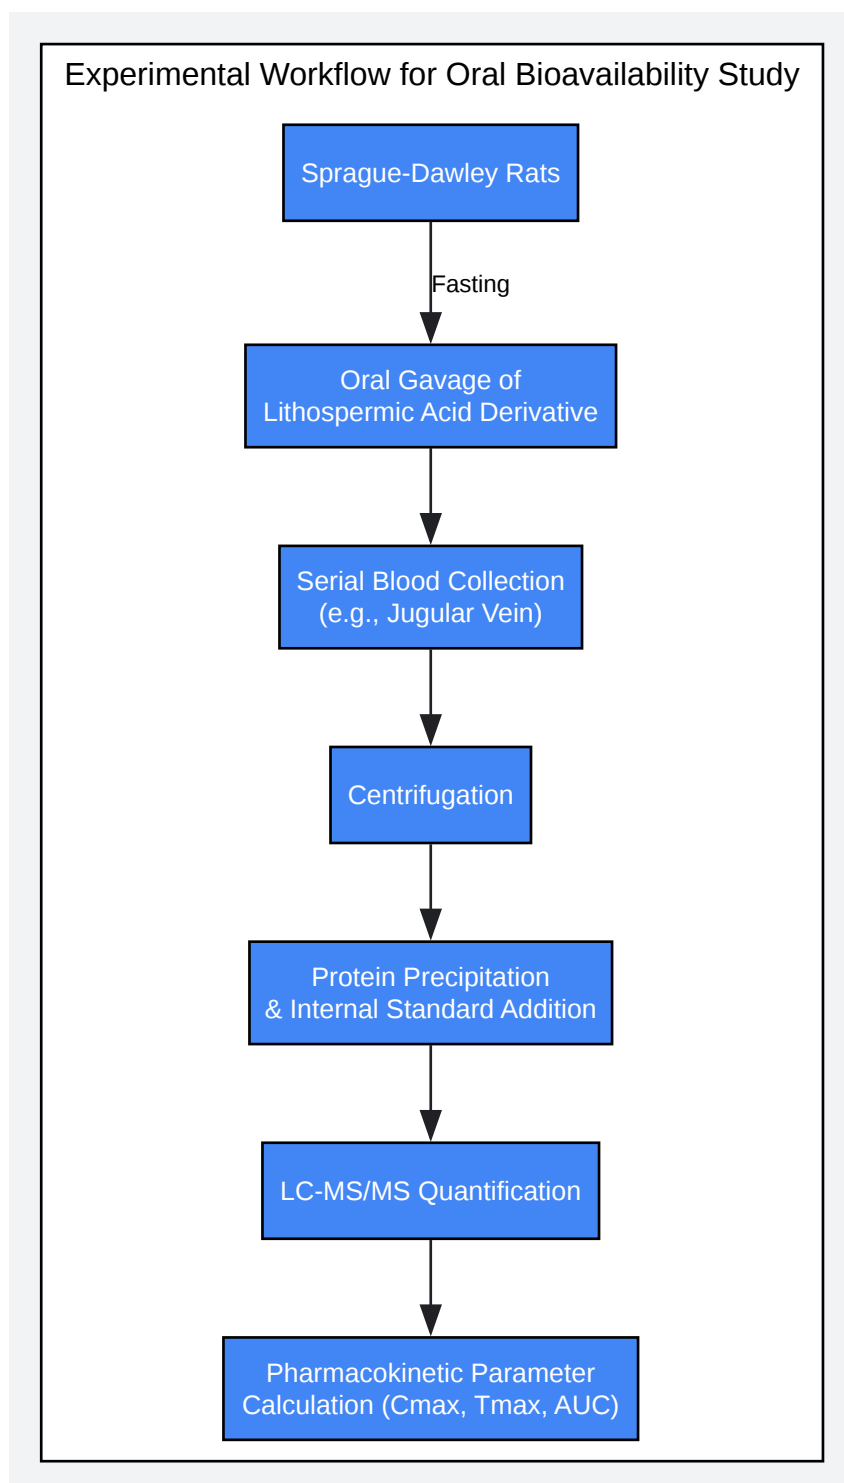 Experimental Workflow for Oral Bioavailability Study
Sprague-Dawley Rats
Fasting
Oral Gavage of
Lithospermic Acid Derivative
Serial Blood Collection
(e.g., Jugular Vein)
Centrifugation
Protein Precipitation
& Internal Standard Addition
LC-MS/MS Quantification
Pharmacokinetic Parameter
Calculation (Cmax, Tmax, AUC)